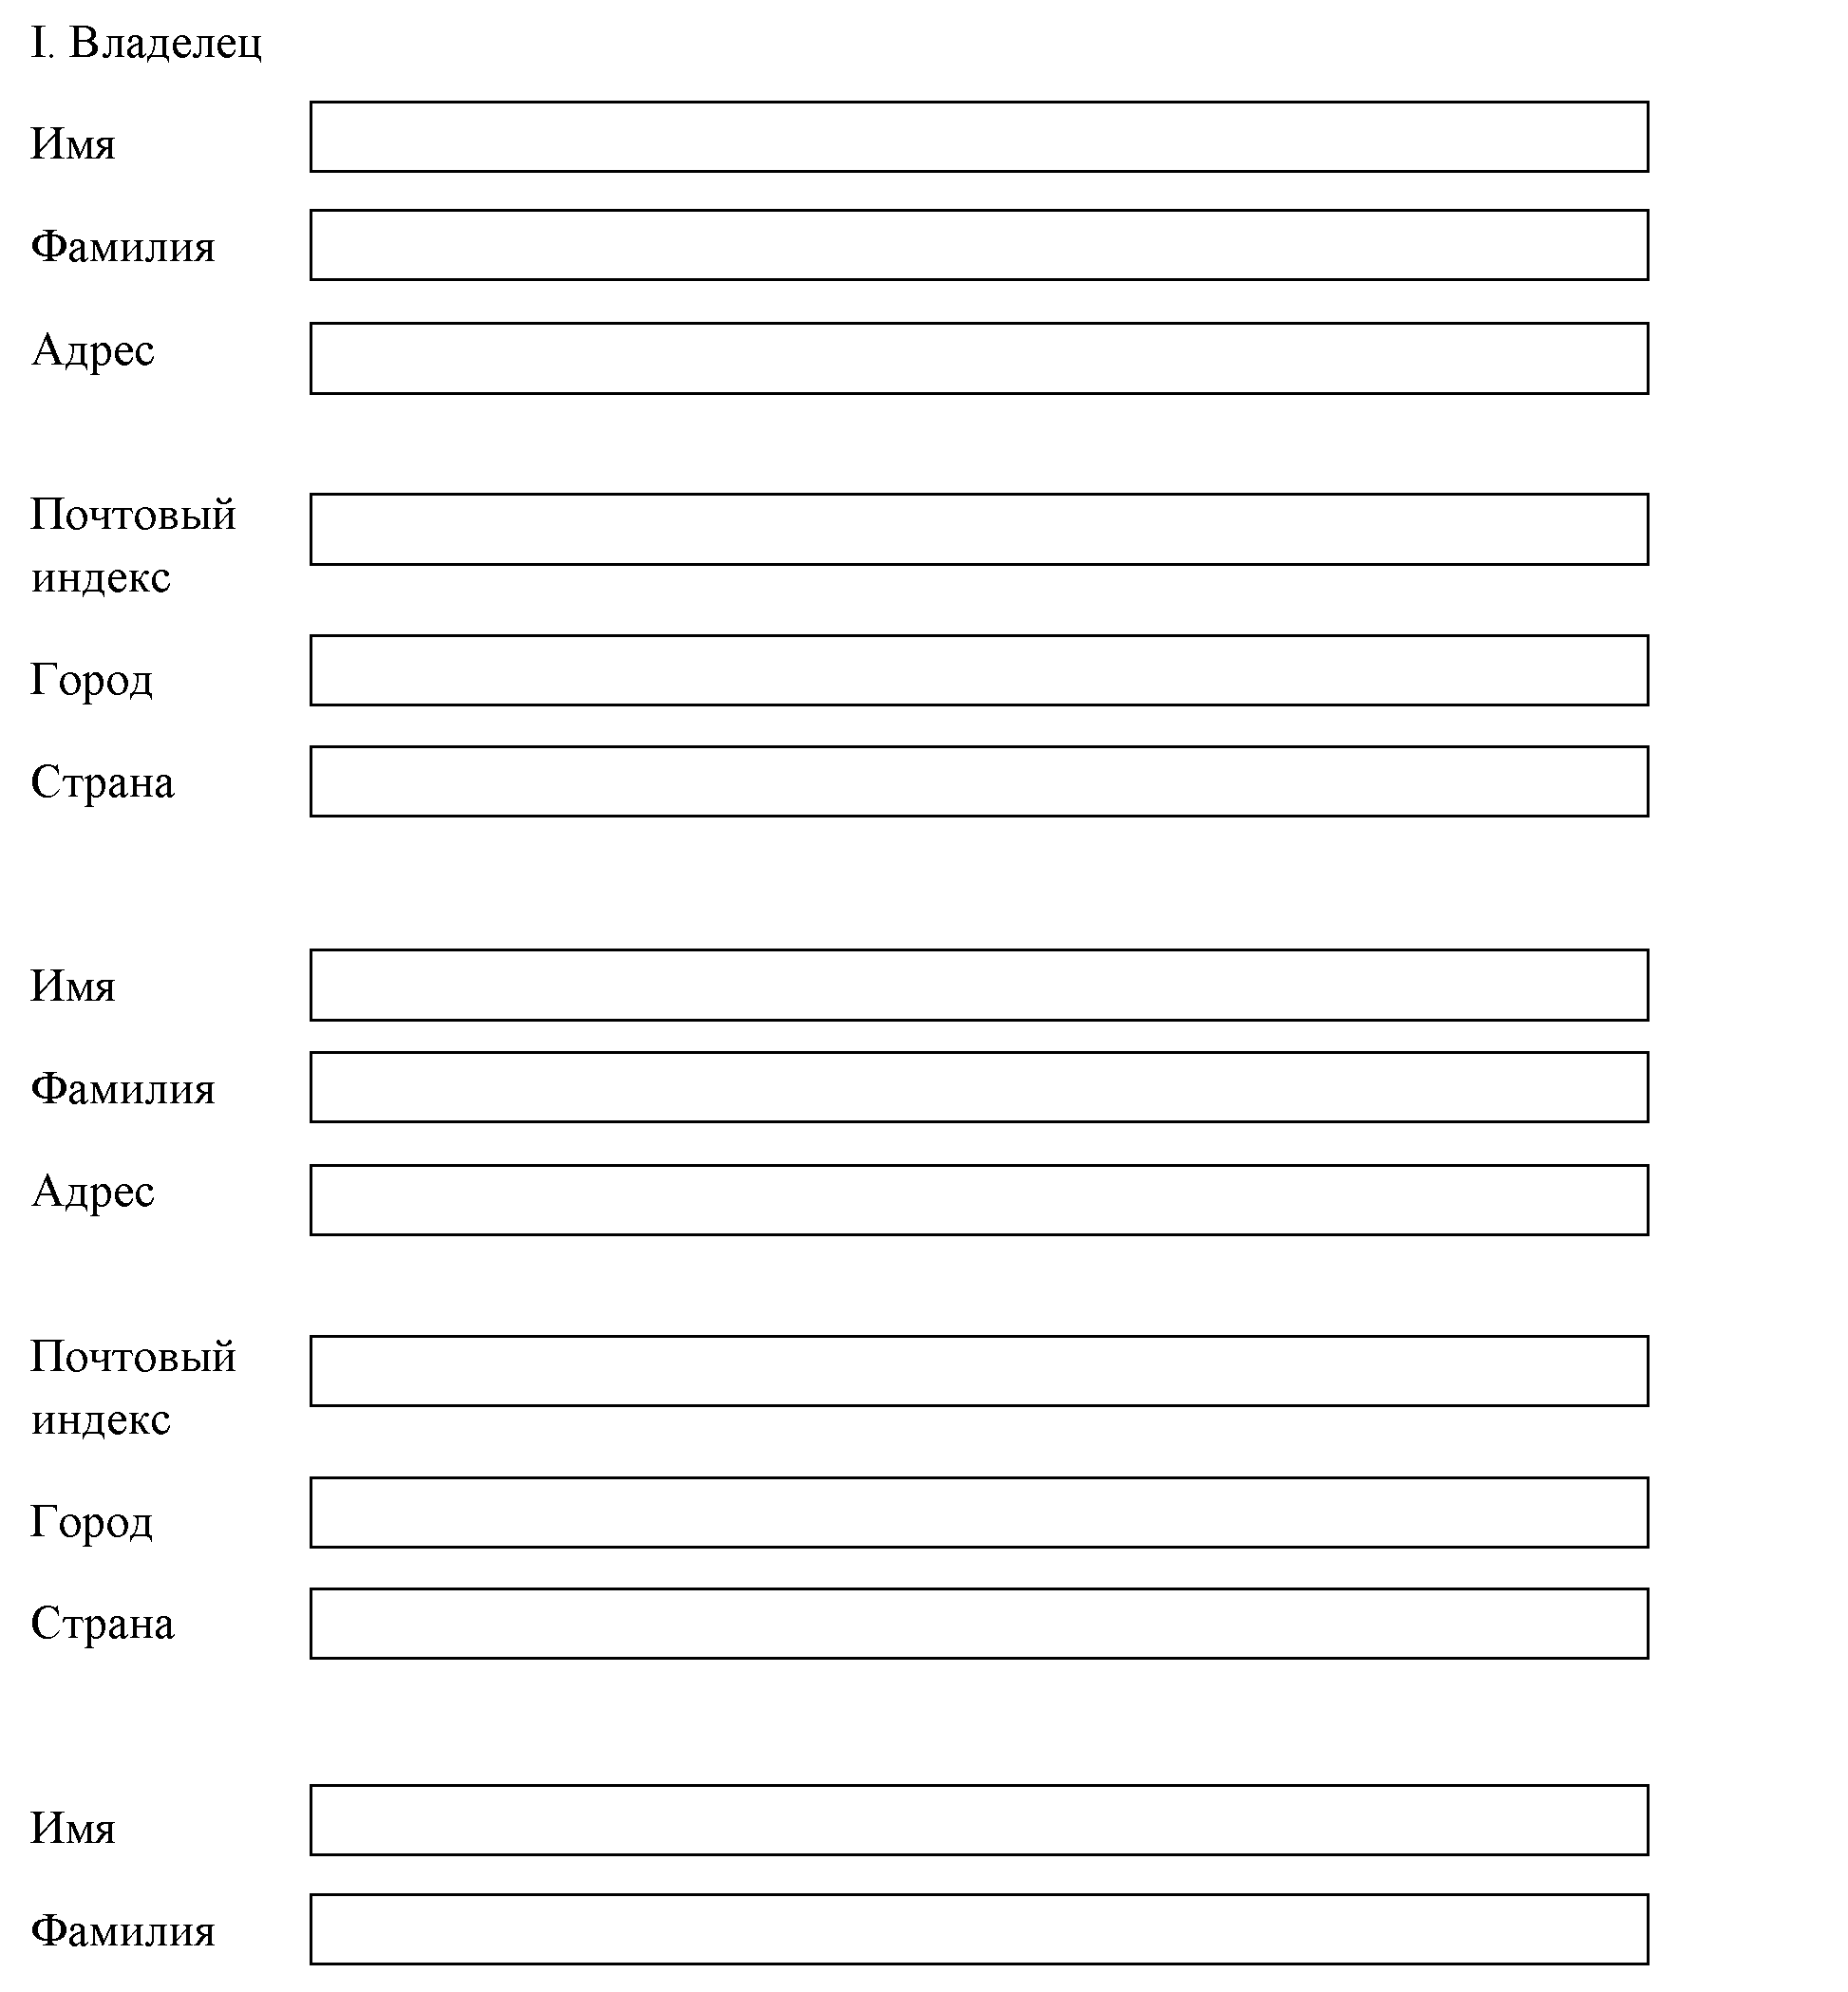 I. Владелец
Имя
Фамилия
Адрес
Почтовый
индекс
Город
Страна
Имя
Фамилия
Адрес
Почтовый
индекс
Город
Страна
Имя
Фамилия